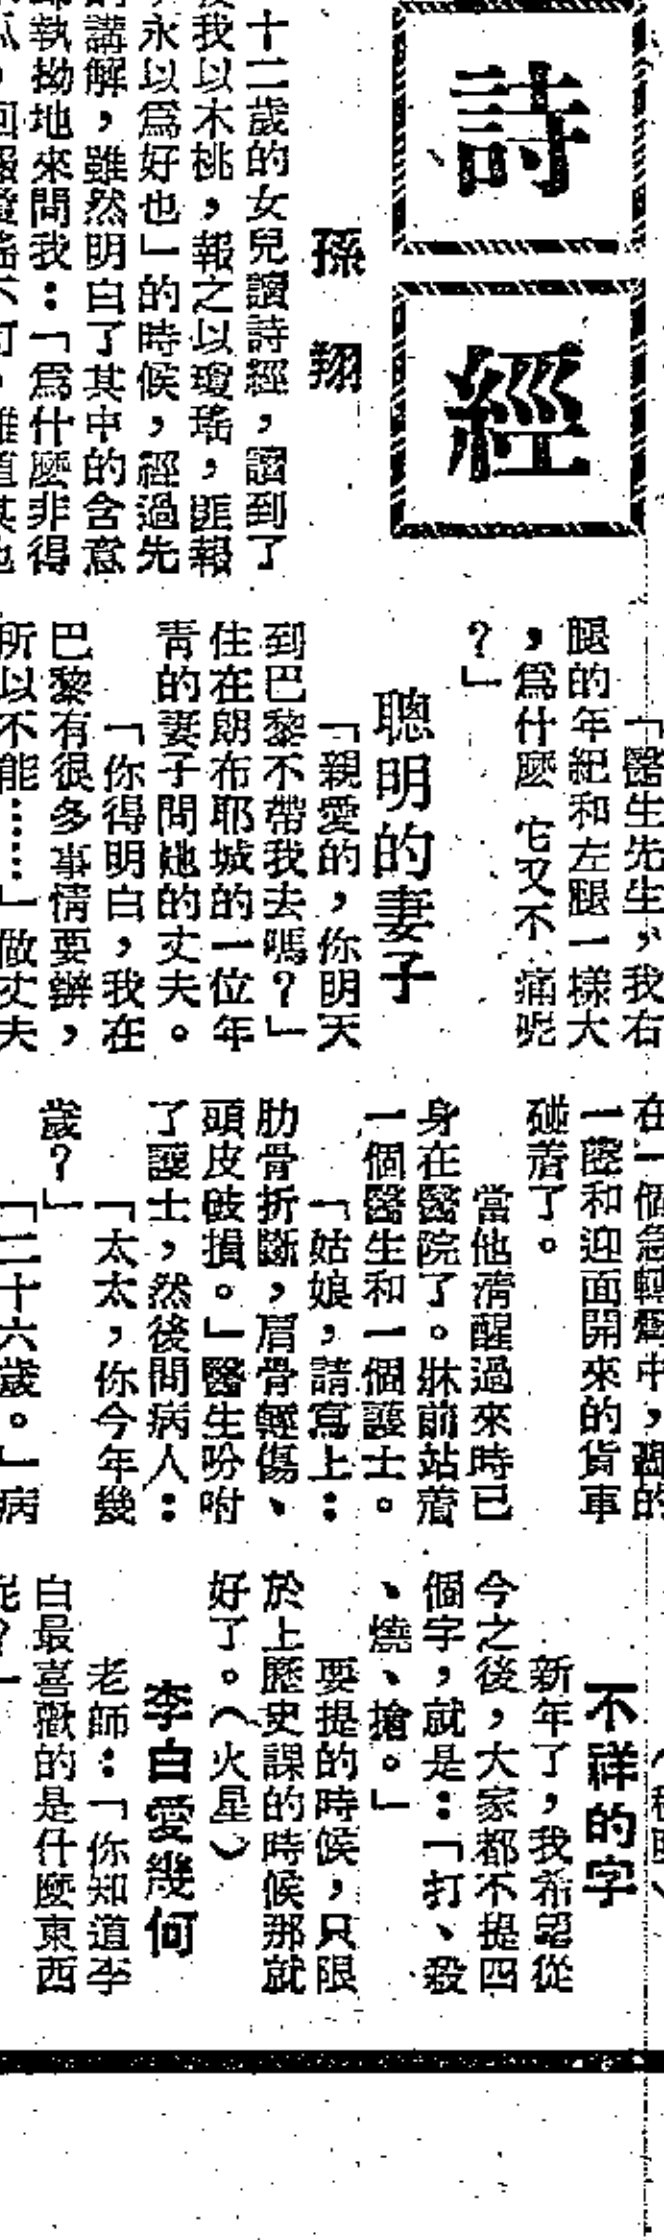 詩經
孫翔
十二歲的女兒讀詩經，讀到了
我以木桃，報之以瓊瑤，匪報
永以為好也」的時候，經過先
講解，雖然明白了其中的含意
執拗地來問我：「為什麼非得
「醫生先生，我右
腿的年紀和左腿一樣大
，為什麼它又不痛呢
？」
聰明的妻子
「親愛的，你明天
到巴黎不帶我去嗎？」
住在朗布耶城的一位年
青的妻子問她的丈夫。
「你得明白，我在
巴黎有很多事情要辦，
所以不能……」做丈夫
在一個急轉彎中，
一聲和迎面開來的貨車
碰着了。
當他清醒過來時已
身在醫院了。牀前站着
一個醫生和一個護士。
「姑娘，請寫上：
肋骨折斷，肩骨輕傷、
頭皮破損。」醫生吩咐
了護士，然後問病人：
「太太，你今年幾
歲？」
「二十六歲。」病
不祥的字
新年了，我希望從
今之後，大家都不提四
個字，就是：「打、殺
、燒、搶。」
要提的時候，只限
於上歷史課的時候那就
好了。（火星）
李白愛幾何
老師：「你知道李
白最喜歡的是什麼東西
呢？」